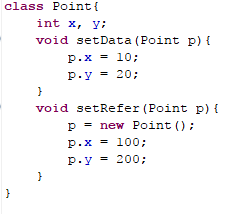 class Point{
    int x, y;
    void setData(Point p){
        p.x = 10;
        p.y = 20;
    }
    void setRefer(Point p){
        p = new Point();
        p.x = 100;
        p.y = 200;
    }
}